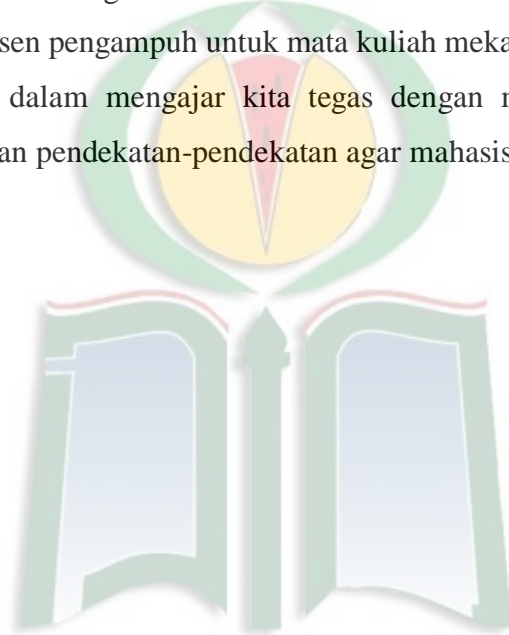 sen pengampuh untuk mata kuliah meka
dalam mengajar kita tegas dengan
an pendekatan-pendekatan agar mahasis